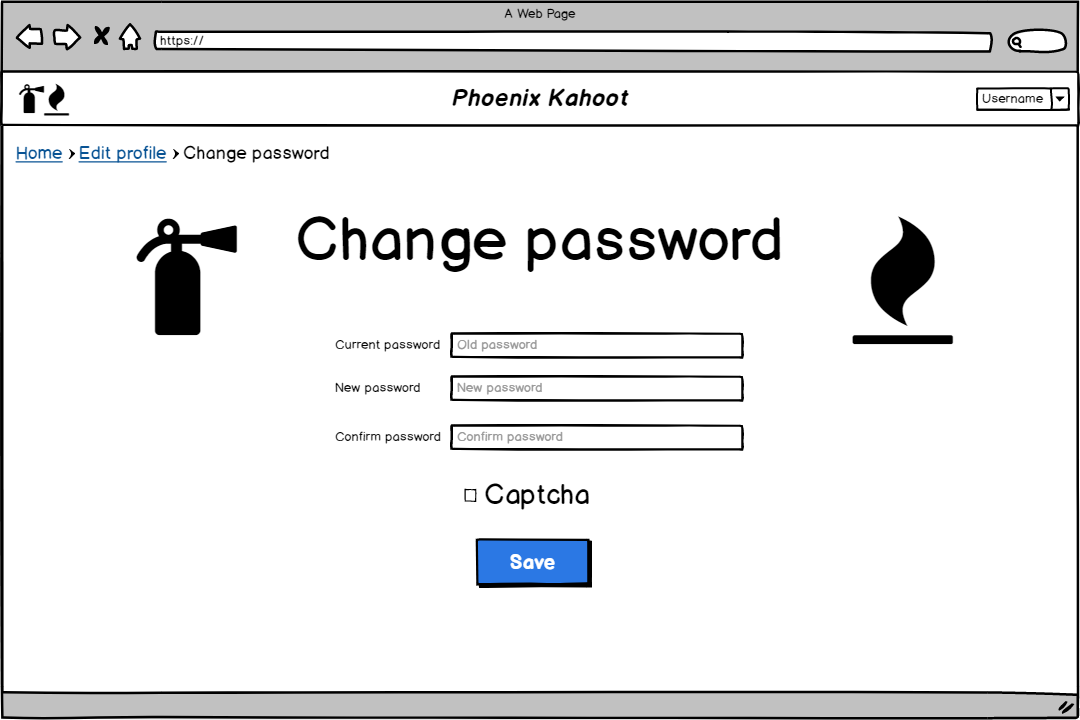 A Web Page
https://
Phoenix Kahoot
Username
Home > Edit profile > Change password
Change password
Current password Old password
New password New password
Confirm password Confirm password
Captcha
Save